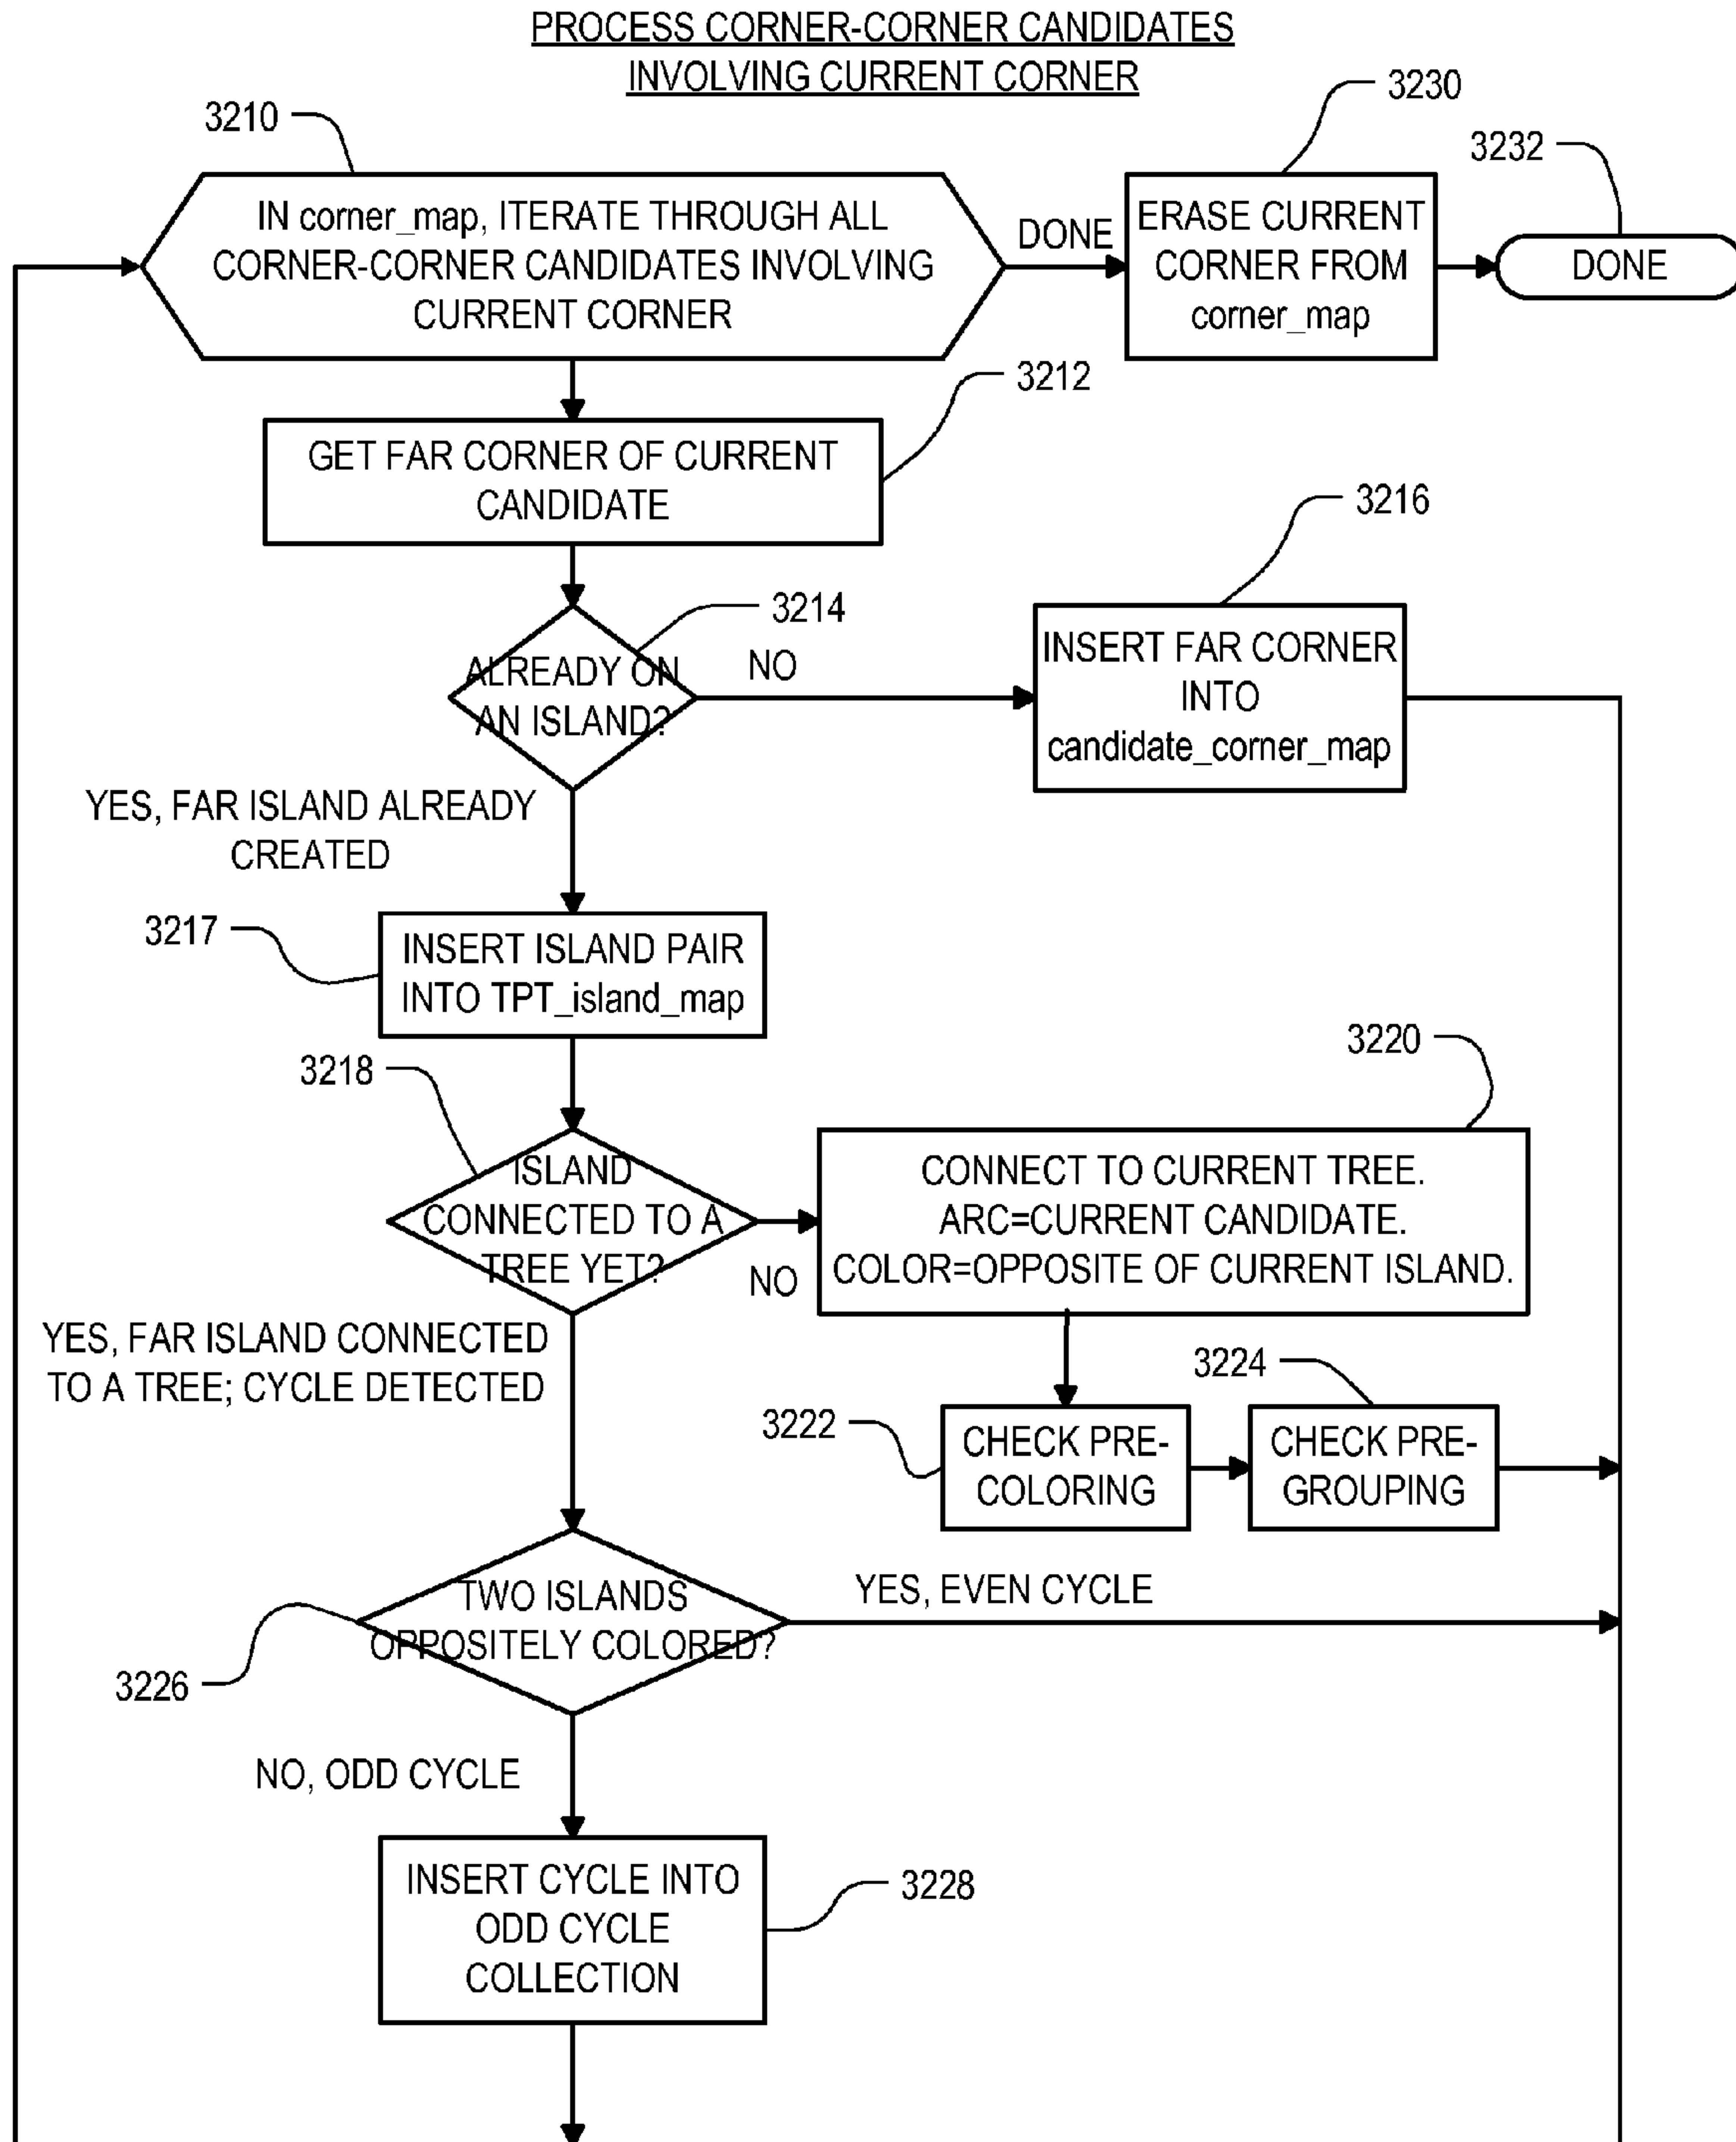 PROCESS CORNER-CORNER CANDIDATES
INVOLVING CURRENT CORNER
3210
3230
3232
IN corner_map, ITERATE THROUGH ALL
CORNER-CORNER CANDIDATES INVOLVING
CURRENT CORNER
DONE
ERASE CURRENT
CORNER FROM
corner_map
DONE
3212
GET FAR CORNER OF CURRENT
CANDIDATE
3214
ALREADY ON
AN ISLAND?
NO
3216
INSERT FAR CORNER
INTO
candidate_corner_map
YES, FAR ISLAND ALREADY
CREATED
3217
INSERT ISLAND PAIR
INTO TPT_island_map
3218
ISLAND
CONNECTED TO A
TREE YET?
NO
3220
CONNECT TO CURRENT TREE.
ARC=CURRENT CANDIDATE.
COLOR=OPPOSITE OF CURRENT ISLAND.
YES, FAR ISLAND CONNECTED
TO A TREE; CYCLE DETECTED
3222
CHECK PRE-
COLORING
3224
CHECK PRE-
GROUPING
TWO ISLANDS
OPPOSITELY COLORED?
YES, EVEN CYCLE
3226
NO, ODD CYCLE
INSERT CYCLE INTO
ODD CYCLE
COLLECTION
3228